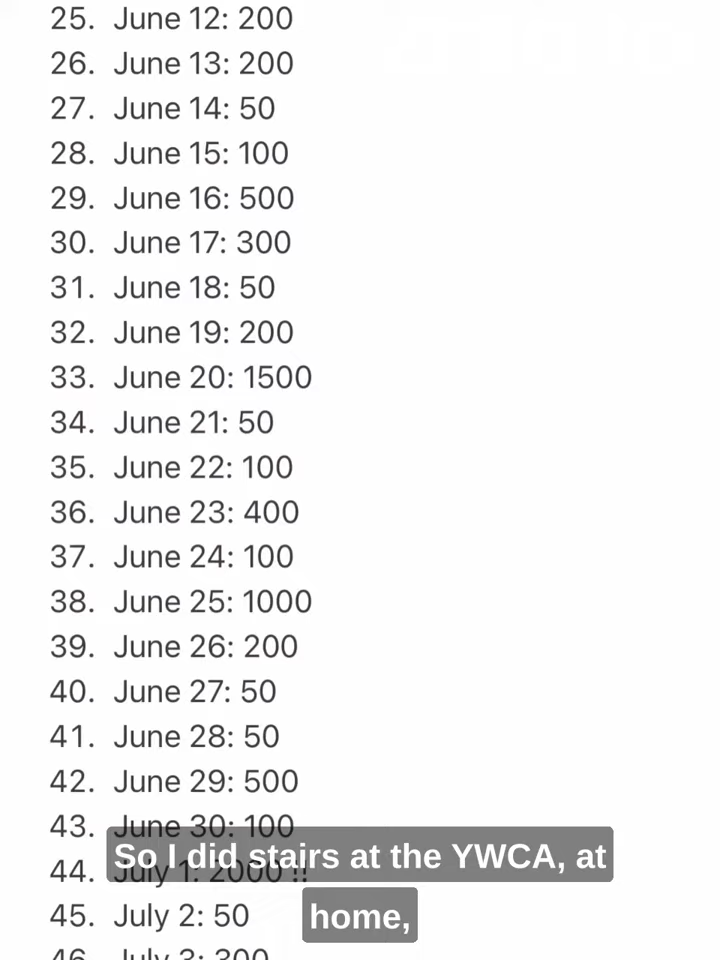 25. June 12: 200
26. June 13: 200
27. June 14: 50
28. June 15: 100
29. June 16: 500
30. June 17: 300
31. June 18: 50
32. June 19: 200
33. June 20: 1500
34. June 21: 50
35. June 22: 100
36. June 23: 400
37. June 24: 100
38. June 25: 1000
39. June 26: 200
40. June 27: 50
41. June 28: 50
42. June 29: 500
43. June 30: 100
So I did stairs at the YWCA, at
44. July 1: 2000 !!
home,
45. July 2: 50
46. July 3: 300